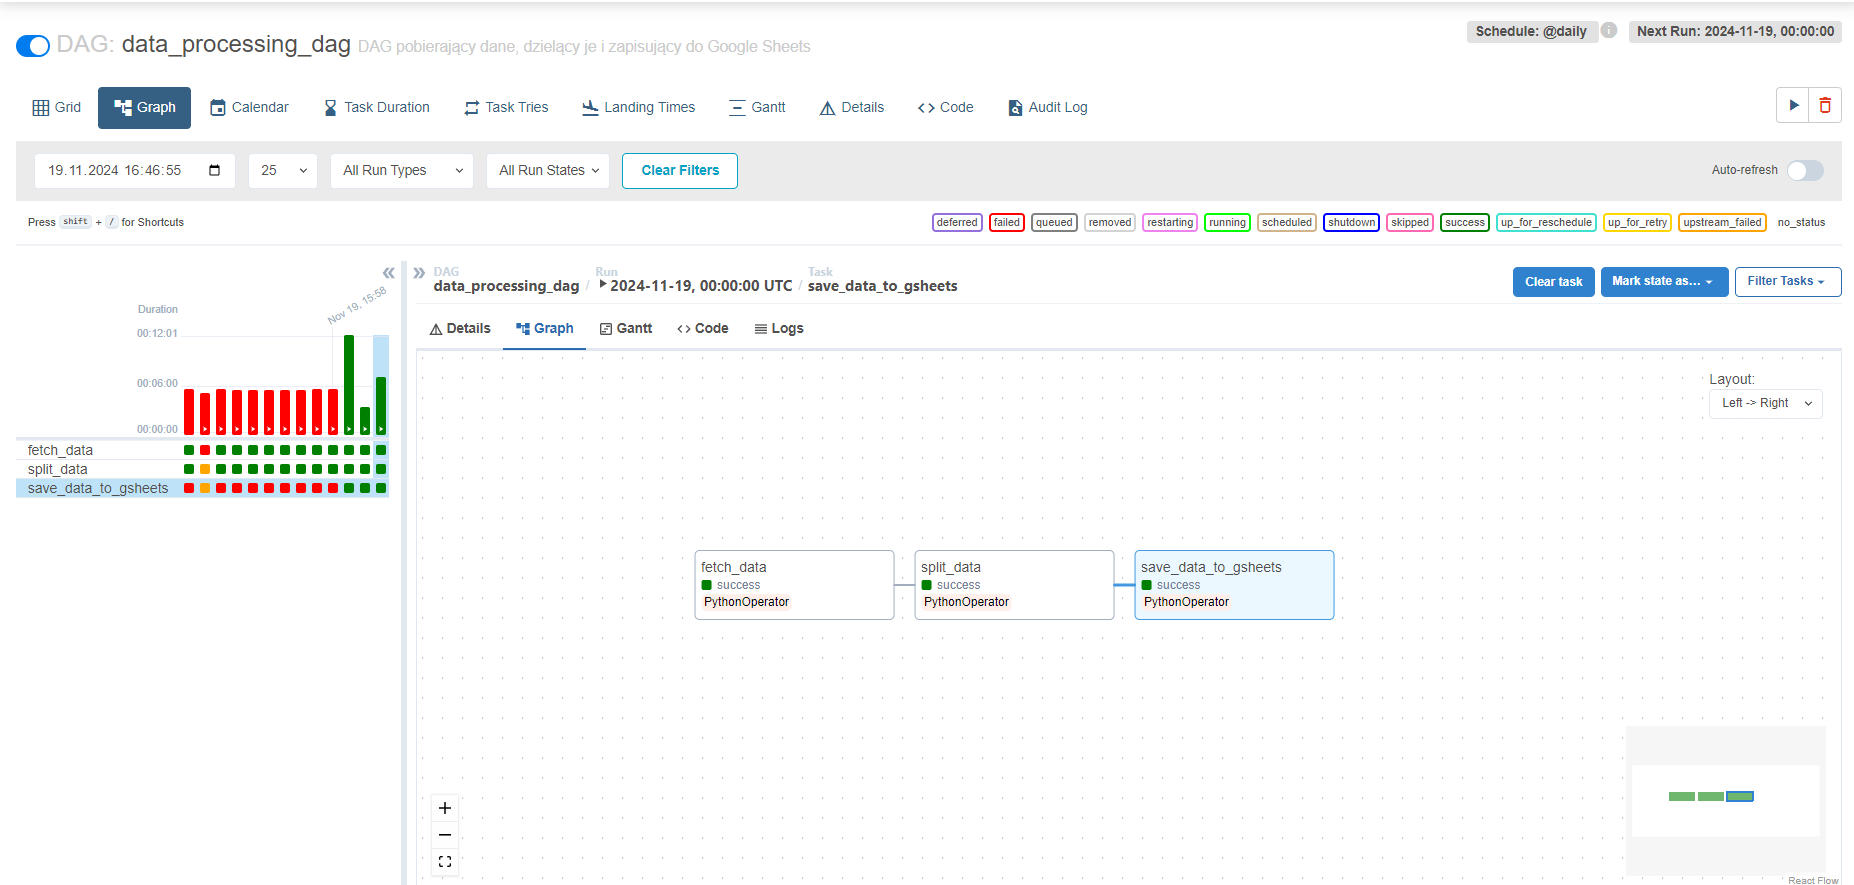 DAG: data_processing_dag DAG pobierający dane, dzielący je i zapisujący do Google Sheets
Schedule: @daily
Next Run: 2024-11-19, 00:00:00
Grid
Graph
Calendar
Task Duration
Task Tries
Landing Times
Gantt
Details
Code
Audit Log
19.11.2024 16:46:55
25
All Run Types
All Run States
Clear Filters
Auto-refresh
Press shift + / for Shortcuts
deferred
failed
queued
removed
restarting
running
scheduled
shutdown
skipped
success
up_for_reschedule
up_for_retry
upstream_failed
no_status
Nov 19, 15:58
Duration
00:12:01
00:06:00
00:00:00
fetch_data
split_data
save_data_to_gsheets
DAG
data_processing_dag
/
Run
2024-11-19, 00:00:00 UTC
/
Task
save_data_to_gsheets
Clear task
Mark state as...
Filter Tasks
Details
Graph
Gantt
Code
Logs
Layout:
Left -> Right
fetch_data
success
PythonOperator
split_data
success
PythonOperator
save_data_to_gsheets
success
PythonOperator
React Flow